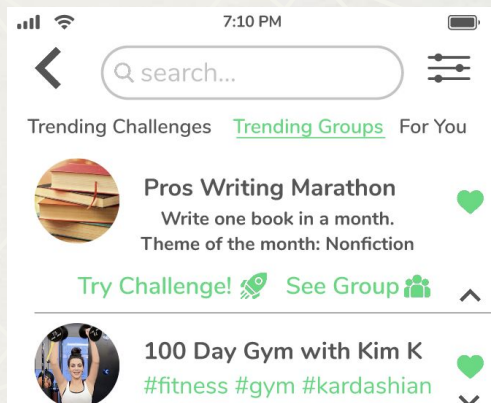 7:10 PM
search...
Trending Challenges Trending Groups For You
Pros Writing Marathon
Write one book in a month.
Theme of the month: Nonfiction
Try Challenge! See Group
100 Day Gym with Kim K
#fitness #gym #kardashian